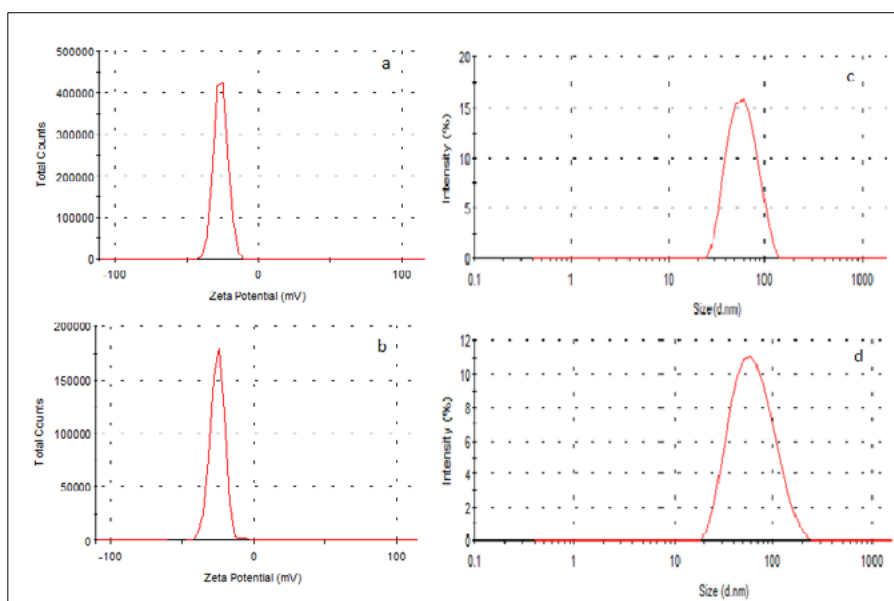 a
500000
400000
300000
200000
100000
0
Total Counts
-100 0 100
Zeta Potential (mV)
b
200000
150000
100000
50000
0
Total Counts
-100 0 100
Zeta Potential (mV)
c
20
15
10
5
0
Intensity (%)
0.1 1 10 100 1000
Size (d.nm)
d
12
10
8
6
4
2
0
Intensity (%)
0.1 1 10 100 1000
Size (d.nm)